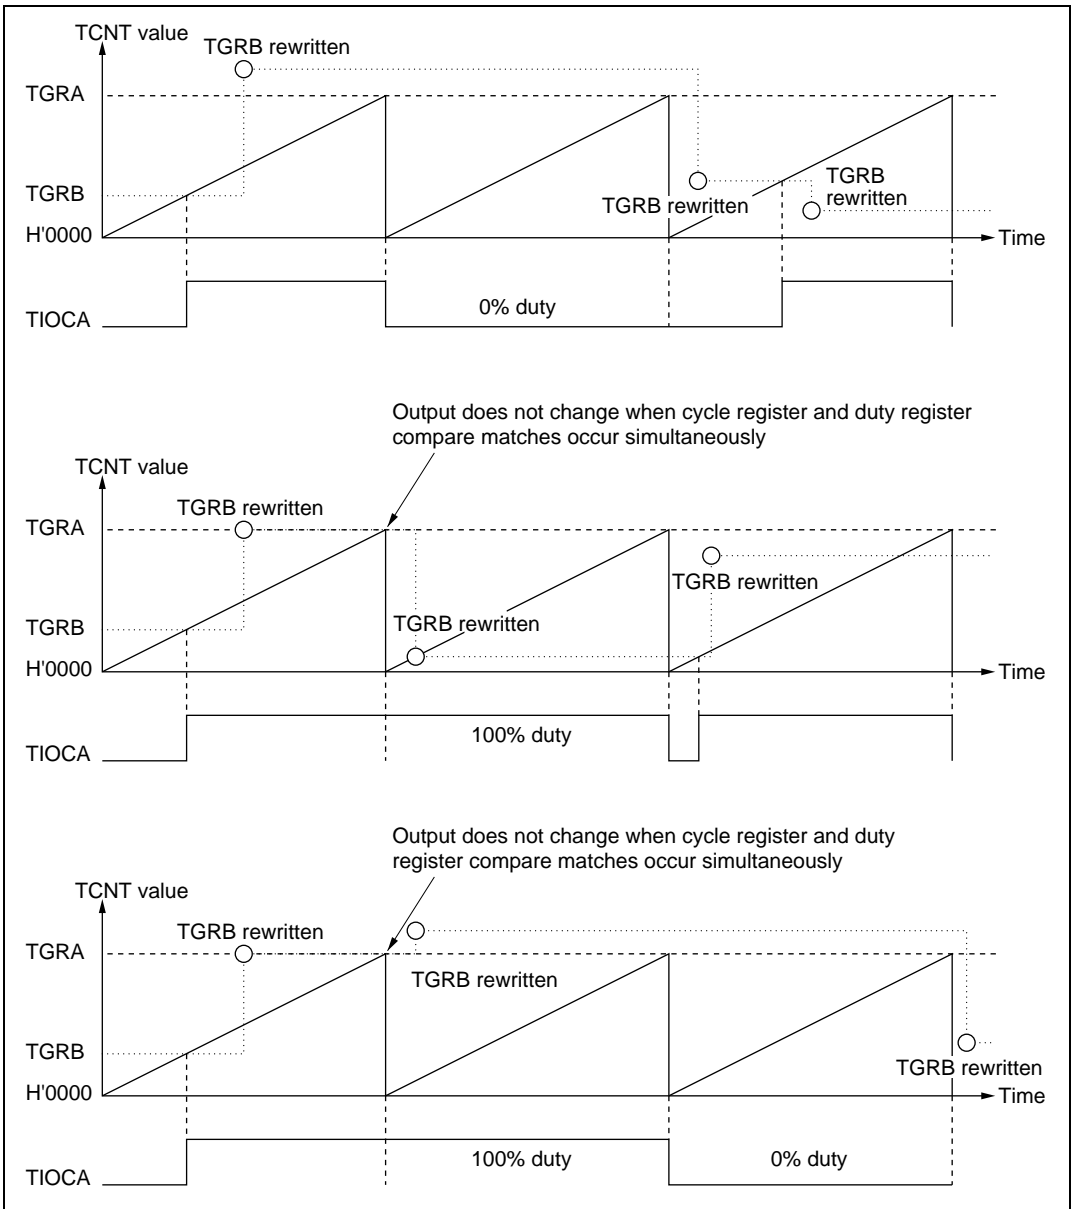 TCNT value
TGRB rewritten
TGRA
TGRB
TGRB rewritten
TGRB
rewritten
H'0000
Time
TIOCA
0% duty
Output does not change when cycle register and duty register
compare matches occur simultaneously
TCNT value
TGRB rewritten
TGRA
TGRB rewritten
TGRB
TGRB rewritten
H'0000
Time
TIOCA
100% duty
Output does not change when cycle register and duty
register compare matches occur simultaneously
TCNT value
TGRB rewritten
TGRA
TGRB rewritten
TGRB
TGRB rewritten
H'0000
Time
TIOCA
100% duty
0% duty